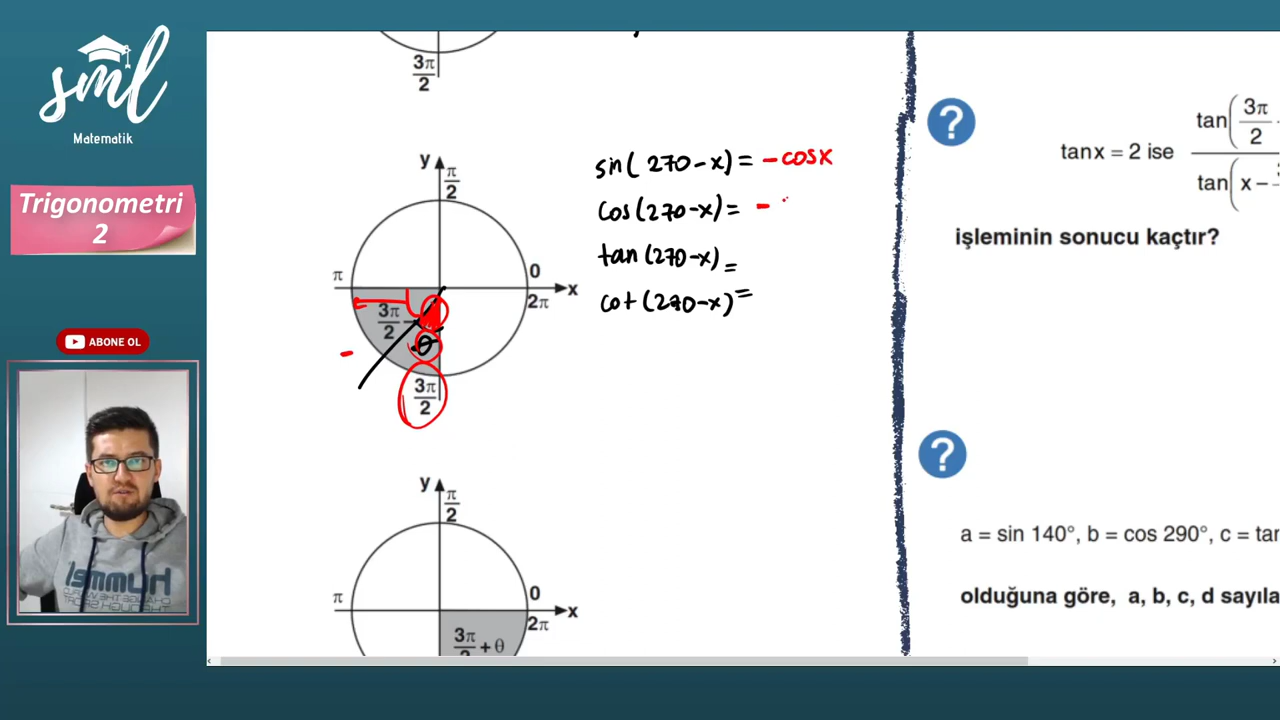 sml
Matematik
Trigonometri
2
ABONE OL
3π
2
y
π
2
π
0
2π
x
3π
2
-
θ
3π
2
-
sin(270-x)= -cosx
cos(270-x)= -
tan(270-x)=
cot(270-x)=
y
π
2
π
0
2π
x
3π
+ θ
?
tanx = 2 ise
tan(3π
2
tan(x −
işleminin sonucu kaçtır?
?
a = sin 140°, b = cos 290°, c = tan
olduğuna göre, a, b, c, d sayıla